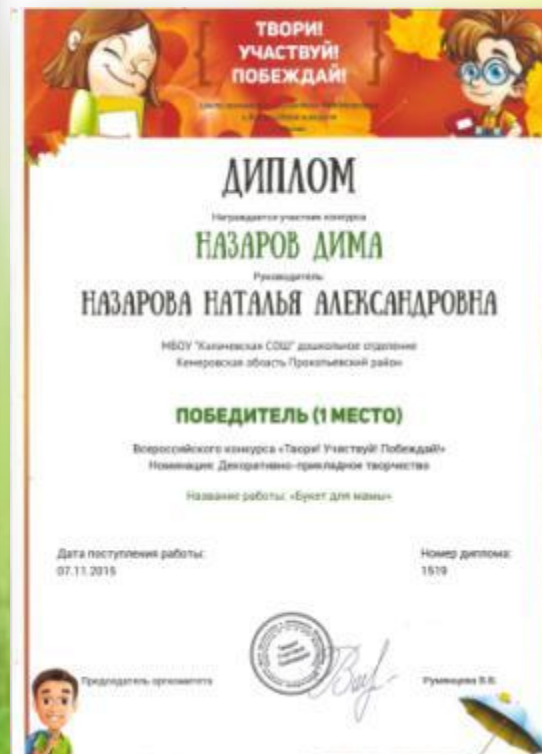 ТВОРИ!
УЧАСТВУЙ!
ПОБЕЖДАЙ!
ДИПЛОМ
Награждается участник конкурса
НАЗАРОВ ДИМА
Руководитель:
НАЗАРОВА НАТАЛЬЯ АЛЕКСАНДРОВНА
МБОУ "Калачевская СОШ" дошкольное отделение
Кемеровская область Прокопьевский район
ПОБЕДИТЕЛЬ (1 МЕСТО)
Всероссийского конкурса «Твори! Участвуй! Побеждай!»
Номинация: Декоративно-прикладное творчество
Название работы: «Букет для мамы»
Дата поступления работы:
07.11.2015
Номер диплома:
1519
Председатель оргкомитета
Румянцева В.В.